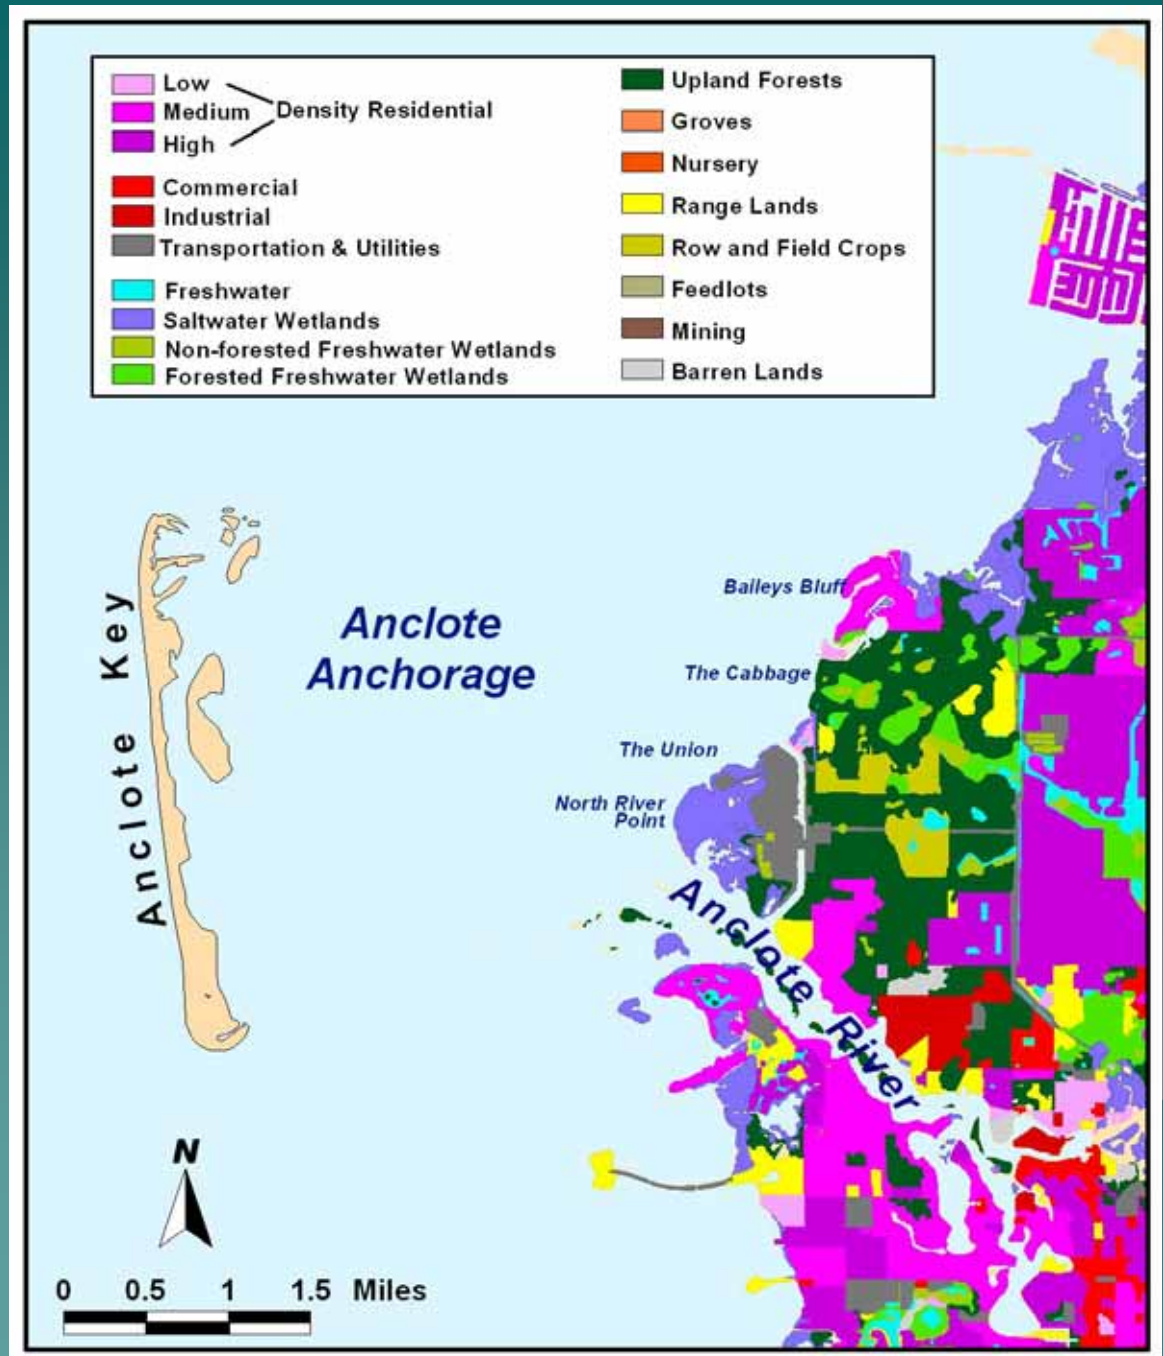 Low
Medium
High
Density Residential
Commercial
Industrial
Transportation & Utilities
Freshwater
Saltwater Wetlands
Non-forested Freshwater Wetlands
Forested Freshwater Wetlands
Upland Forests
Groves
Nursery
Range Lands
Row and Field Crops
Feedlots
Mining
Barren Lands
Anclote Key
Anclote
Anchorage
Baileys Bluff
The Cabbage
The Union
North River
Point
Anclote River
N
0 0.5 1 1.5 Miles